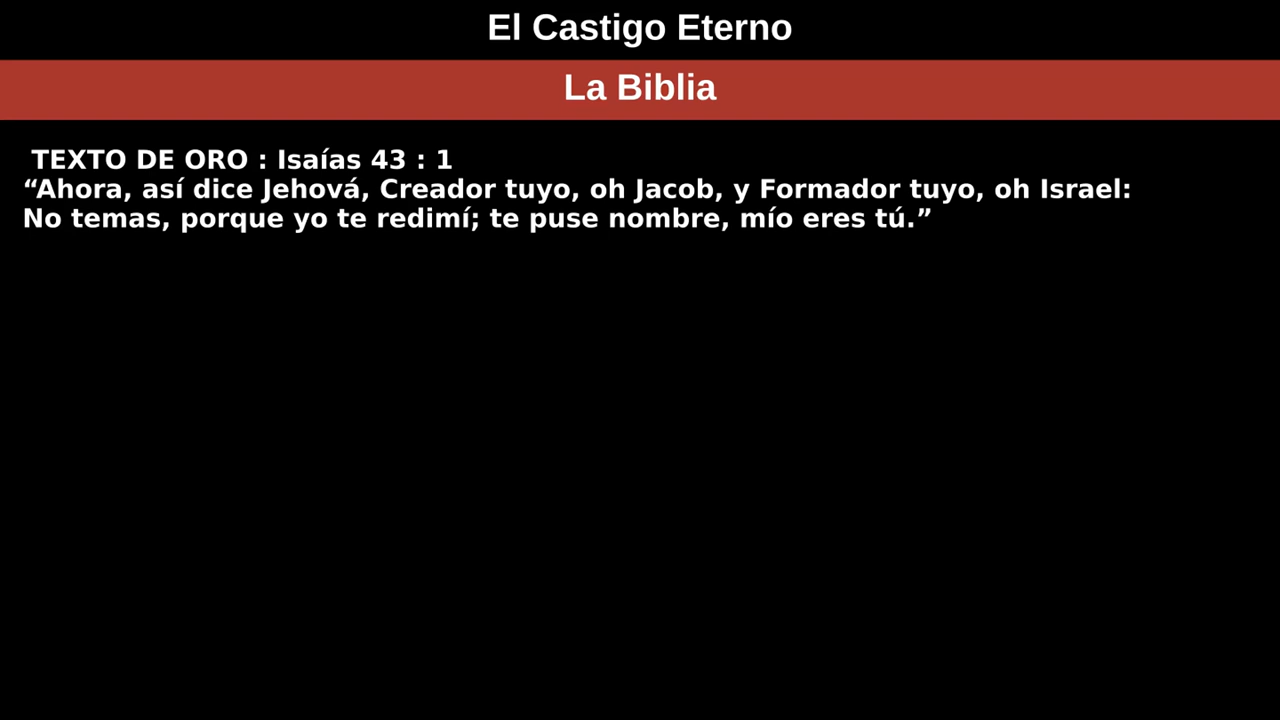 El Castigo Eterno
La Biblia
TEXTO DE ORO : Isaías 43 : 1
“Ahora, así dice Jehová, Creador tuyo, oh Jacob, y Formador tuyo, oh Israel:
No temas, porque yo te redimí; te puse nombre, mío eres tú.”